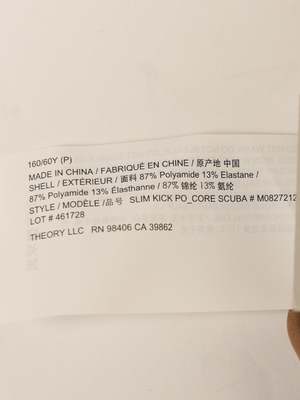 160/60Y (P)
MADE IN CHINA / FABRIQUÉ EN CHINE / 原产地 中国
SHELL / EXTÉRIEUR / 面料 87% Polyamide 13% Elastane /
87% Polyamide 13% Élasthanne / 87% 锦纶 13% 氨纶
STYLE / MODÈLE / 品号 SLIM KICK PO_CORE SCUBA # M0827212
LOT # 461728
THEORY LLC RN 98406 CA 39862